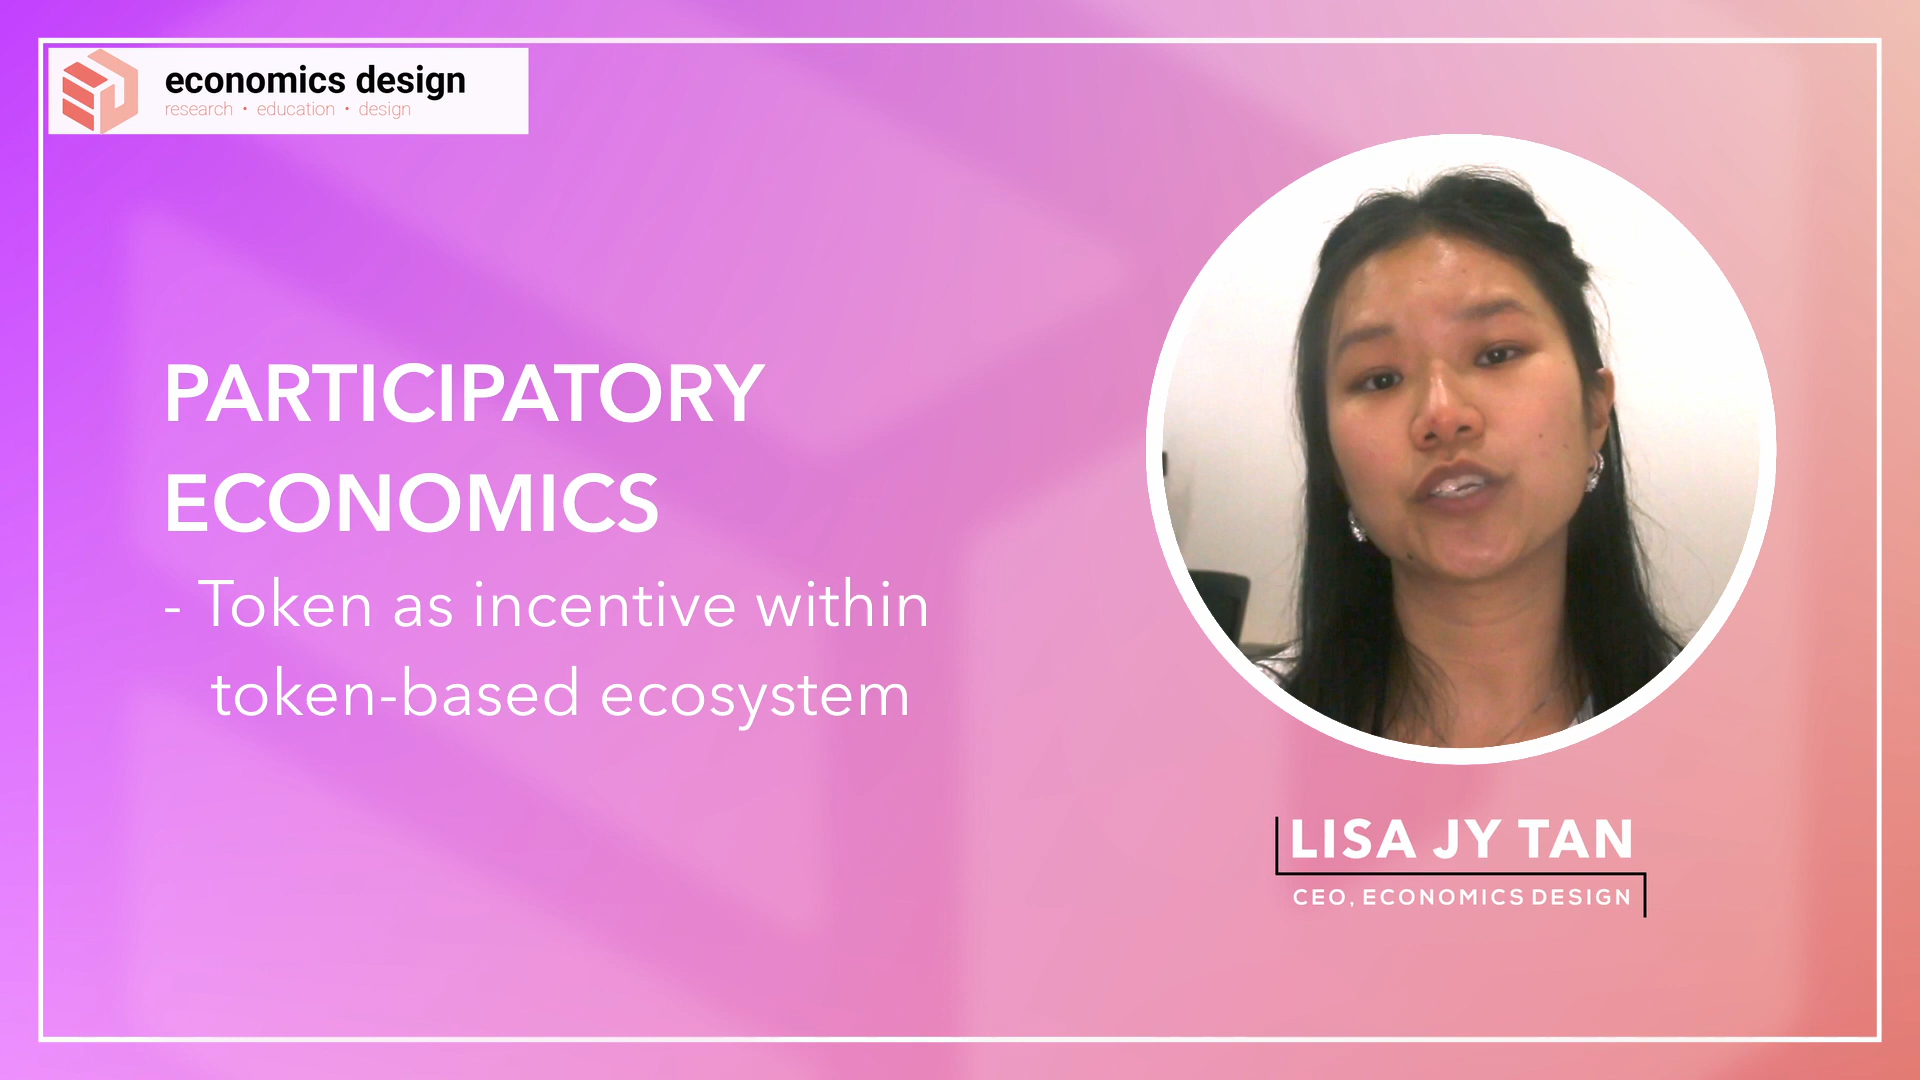 economics design
research • education • design
PARTICIPATORY
ECONOMICS
- Token as incentive within
token-based ecosystem
LISA JY TAN
CEO, ECONOMICS DESIGN